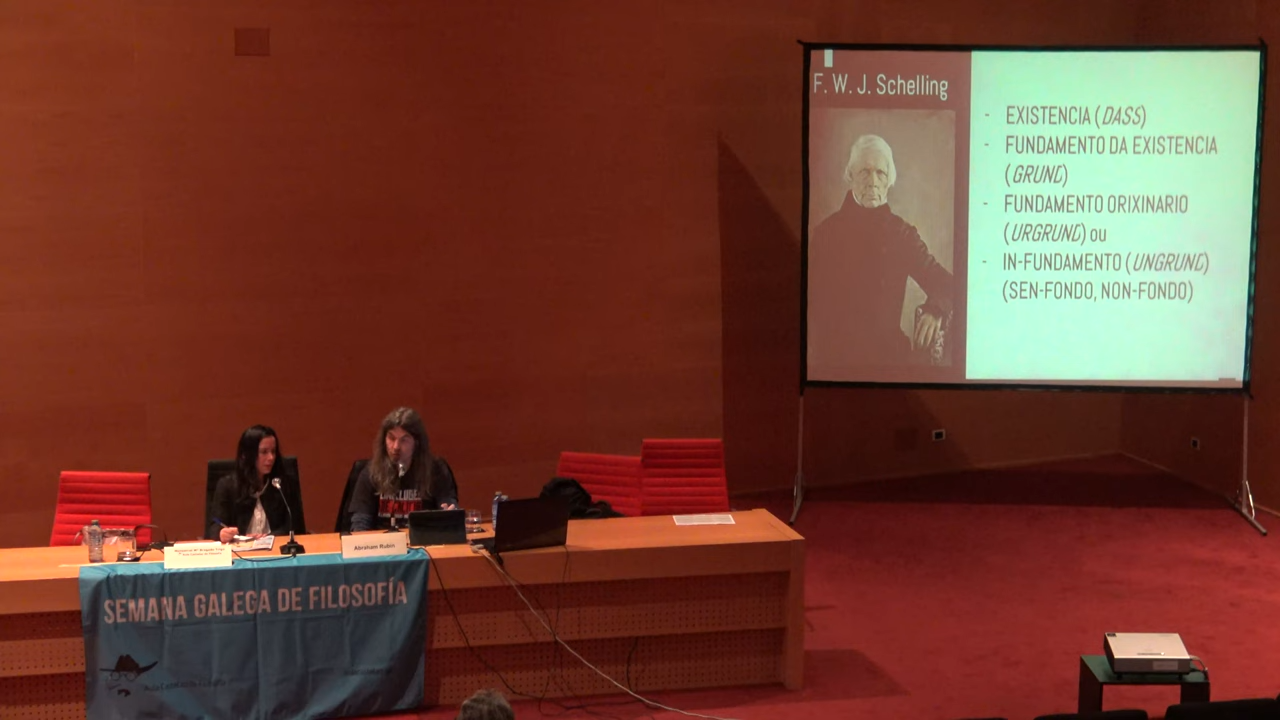 F. W. J. Schelling
- EXISTENCIA (DASS)
- FUNDAMENTO DA EXISTENCIA
(GRUND)
- FUNDAMENTO ORIXINARIO
(URGRUND) ou
- IN-FUNDAMENTO (UNGRUND)
(SEN-FONDO, NON-FONDO)
Abraham Rubín
SEMANA GALEGA DE FILOSOFÍA